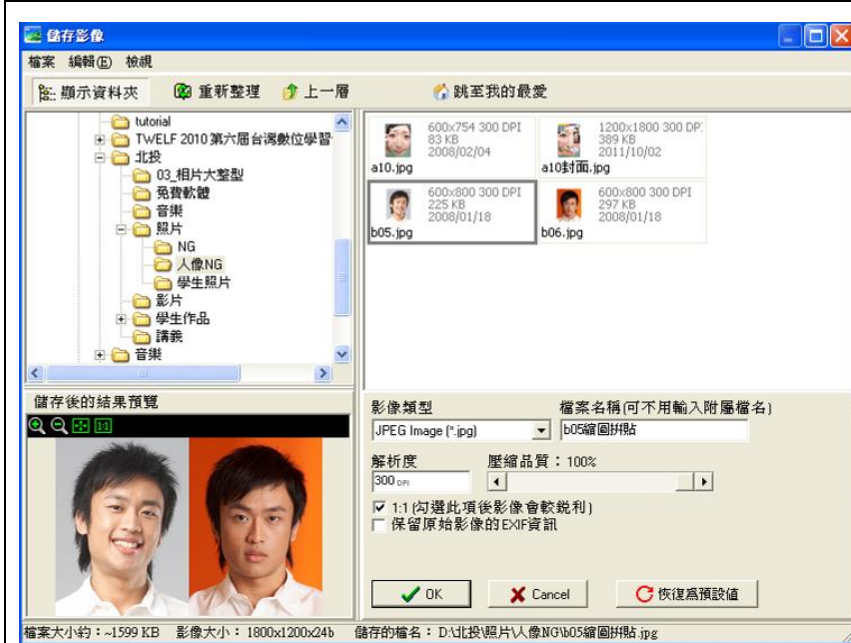 儲存影像
檔案 編輯(E) 檢視
顯示資料夾 重新整理 上一層 跳至我的最愛
tutorial
TWELF 2010 第六屆台灣數位學習
北投
03_相片大整型
免費軟體
音樂
照片
NG
人像NG
學生照片
影片
學生作品
講義
音樂
600x754 300 DPI
83 KB
2008/02/04
a10.jpg
1200x1800 300 DP
389 KB
2011/10/02
a10封面.jpg
600x800 300 DPI
225 KB
2008/01/18
b05.jpg
600x800 300 DPI
297 KB
2008/01/18
b06.jpg
儲存後的結果預覽
1:1
影像類型 檔案名稱(可不用輸入附屬檔名)
JPEG Image (*.jpg) b05縮圖拼貼
解析度 壓縮品質：100%
300 DPI
1:1 (勾選此項後影像會較銳利)
保留原始影像的EXIF資訊
OK Cancel 恢復為預設值
檔案大小約：~1599 KB 影像大小：1800x1200x24b 儲存的檔名：D:\北投\照片\人像NG\b05縮圖拼貼.jpg